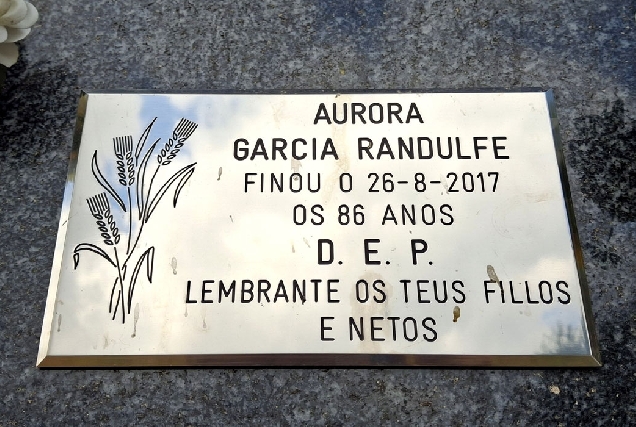 AURORA
GARCIA RANDULFE
FINOU O 26-8-2017
OS 86 ANOS
D. E. P.
LEMBRANTE OS TEUS FILLOS
E NETOS